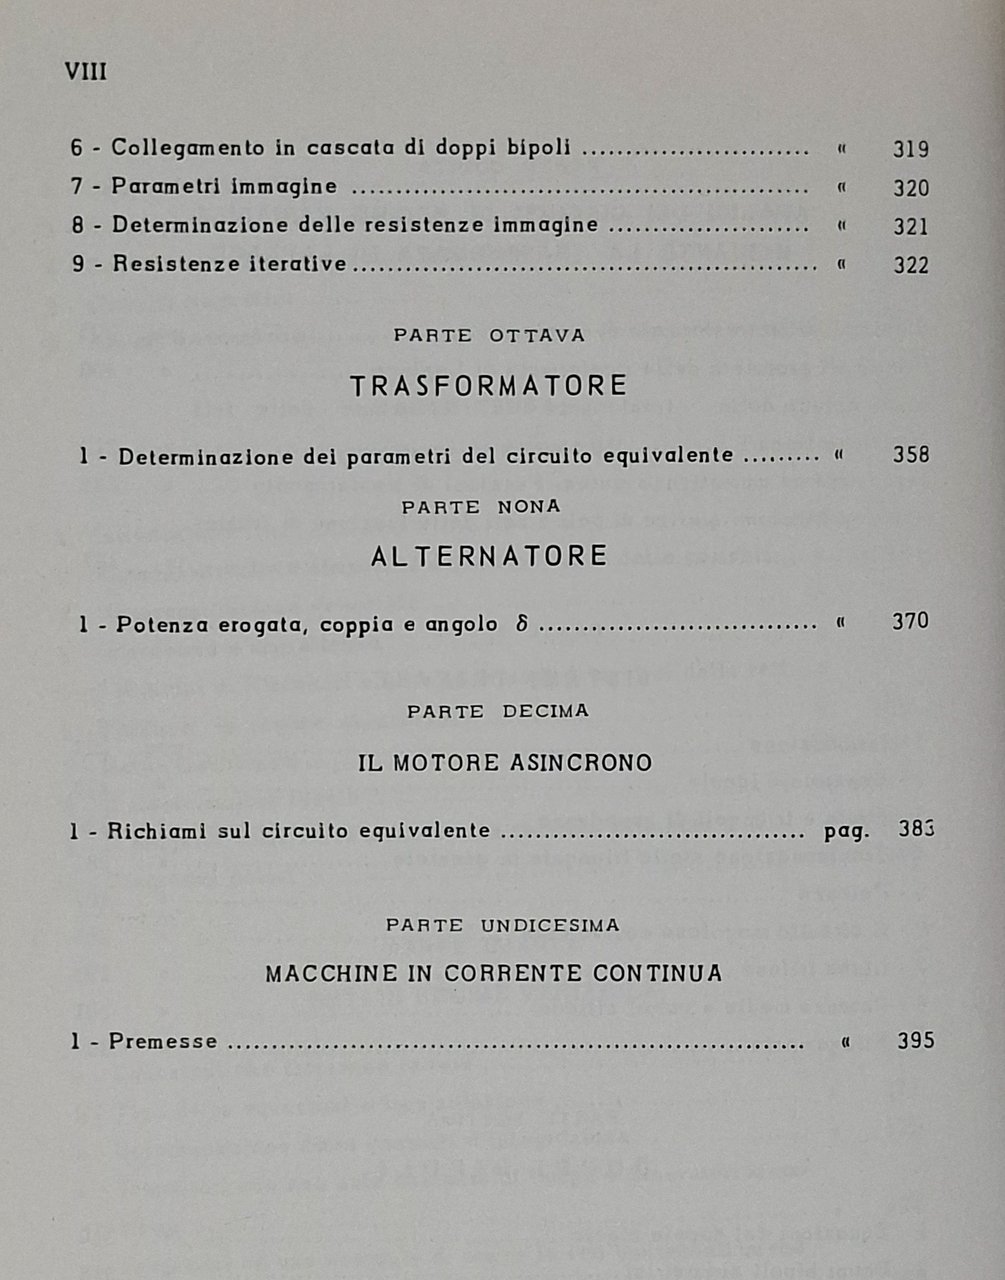 VIII
6 - Collegamento in cascata di doppi bipoli .......................... « 319
7 - Parametri immagine .................................................... « 320
8 - Determinazione delle resistenze immagine ....................... « 321
9 - Resistenze iterative..................................................... « 322
PARTE OTTAVA
TRASFORMATORE
1 - Determinazione dei parametri del circuito equivalente ......... « 358
PARTE NONA
ALTERNATORE
1 - Potenza erogata, coppia e angolo δ ................................ « 370
PARTE DECIMA
IL MOTORE ASINCRONO
1 - Richiami sul circuito equivalente ................................... pag. 383
PARTE UNDICESIMA
MACCHINE IN CORRENTE CONTINUA
1 - Premesse .................................................................. « 395